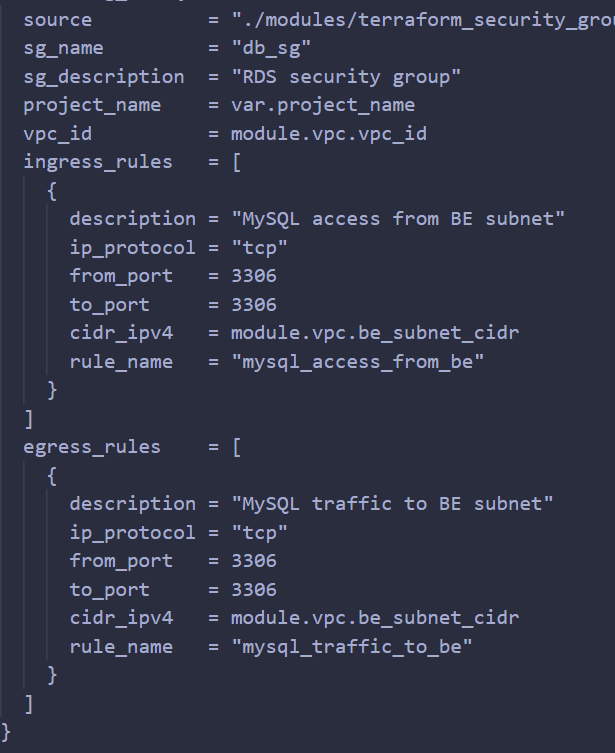 source          = "./modules/terraform_security_gro
sg_name         = "db_sg"
sg_description  = "RDS security group"
project_name    = var.project_name
vpc_id          = module.vpc.vpc_id
ingress_rules   = [
  {
    description = "MySQL access from BE subnet"
    ip_protocol = "tcp"
    from_port   = 3306
    to_port     = 3306
    cidr_ipv4   = module.vpc.be_subnet_cidr
    rule_name   = "mysql_access_from_be"
  }
]
egress_rules    = [
  {
    description = "MySQL traffic to BE subnet"
    ip_protocol = "tcp"
    from_port   = 3306
    to_port     = 3306
    cidr_ipv4   = module.vpc.be_subnet_cidr
    rule_name   = "mysql_traffic_to_be"
  }
]
}